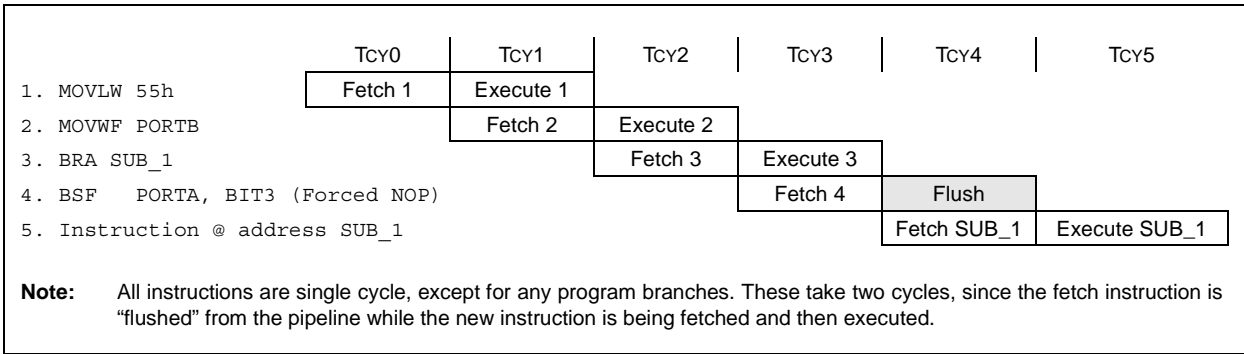 TCY0 TCY1 TCY2 TCY3 TCY4 TCY5
1. MOVLW 55h Fetch 1 Execute 1
2. MOVWF PORTB Fetch 2 Execute 2
3. BRA SUB_1 Fetch 3 Execute 3
4. BSF PORTA, BIT3 (Forced NOP) Fetch 4 Flush
5. Instruction @ address SUB_1 Fetch SUB_1 Execute SUB_1
Note: All instructions are single cycle, except for any program branches. These take two cycles, since the fetch instruction is
“flushed” from the pipeline while the new instruction is being fetched and then executed.